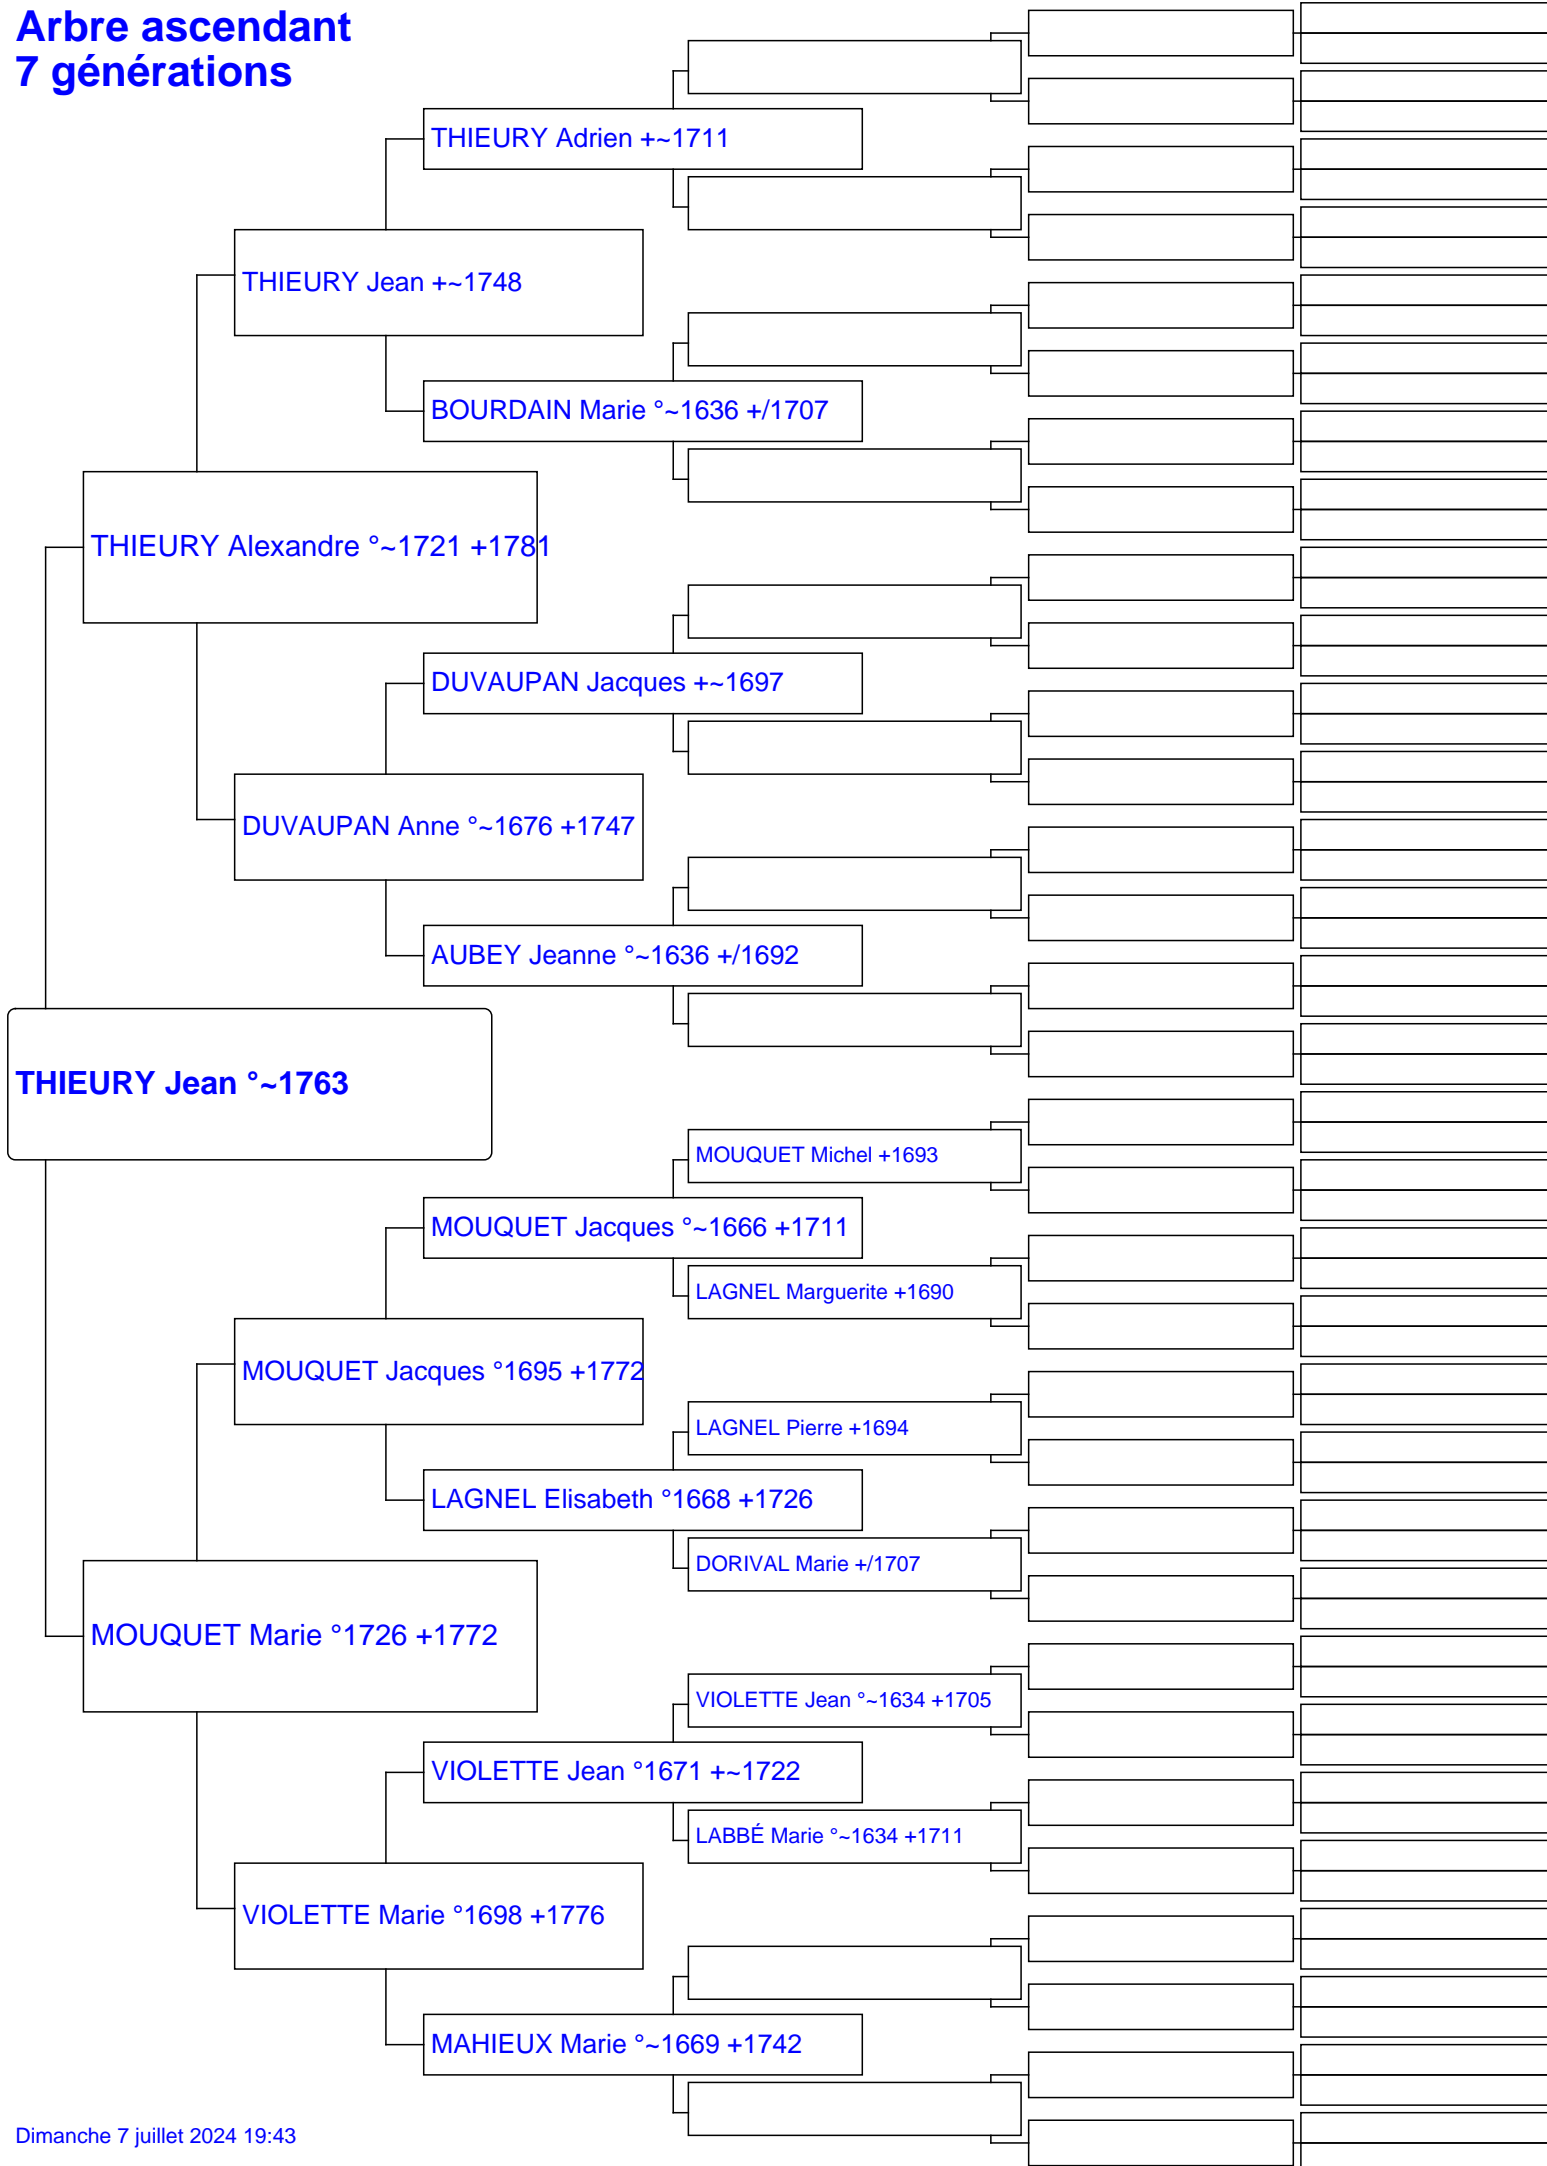 Arbre ascendant
7 générations
THIEURY Adrien +~1711
THIEURY Jean +~1748
BOURDAIN Marie °~1636 +/1707
THIEURY Alexandre °~1721 +1781
DUVAUPAN Jacques +~1697
DUVAUPAN Anne °~1676 +1747
AUBEY Jeanne °~1636 +/1692
THIEURY Jean °~1763
MOUQUET Michel +1693
MOUQUET Jacques °~1666 +1711
LAGNEL Marguerite +1690
MOUQUET Jacques °1695 +1772
LAGNEL Pierre +1694
LAGNEL Elisabeth °1668 +1726
DORIVAL Marie +/1707
MOUQUET Marie °1726 +1772
VIOLETTE Jean °~1634 +1705
VIOLETTE Jean °1671 +~1722
LABBÉ Marie °~1634 +1711
VIOLETTE Marie °1698 +1776
MAHIEUX Marie °~1669 +1742
Dimanche 7 juillet 2024 19:43